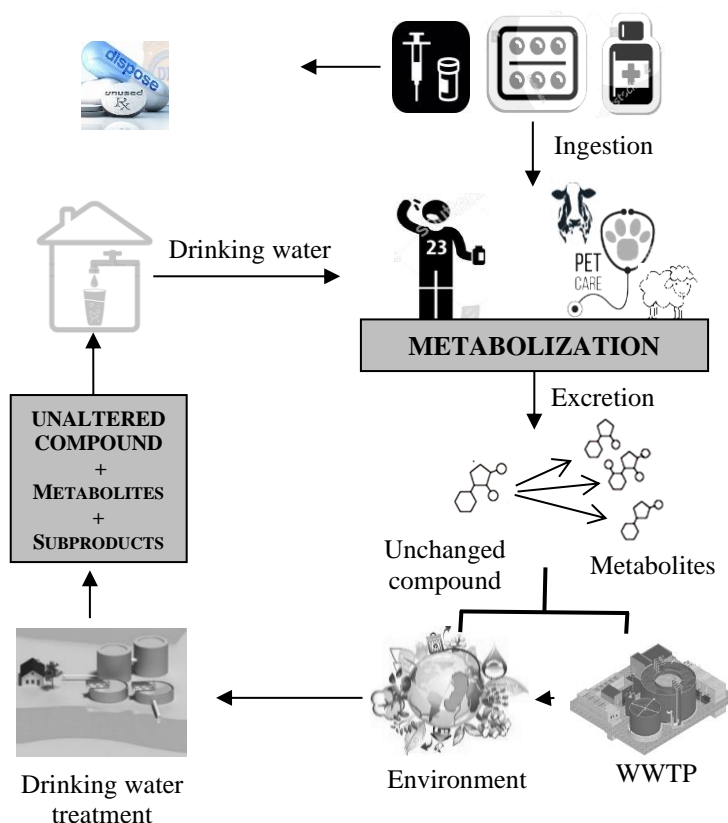 dispose
unused
Rx
Ingestion
Drinking water
23
PET
CARE
METABOLIZATION
Excretion
UNALTERED
COMPOUND
+
METABOLITES
+
SUBPRODUCTS
Unchanged
compound
Metabolites
Drinking water
treatment
Environment
WWTP